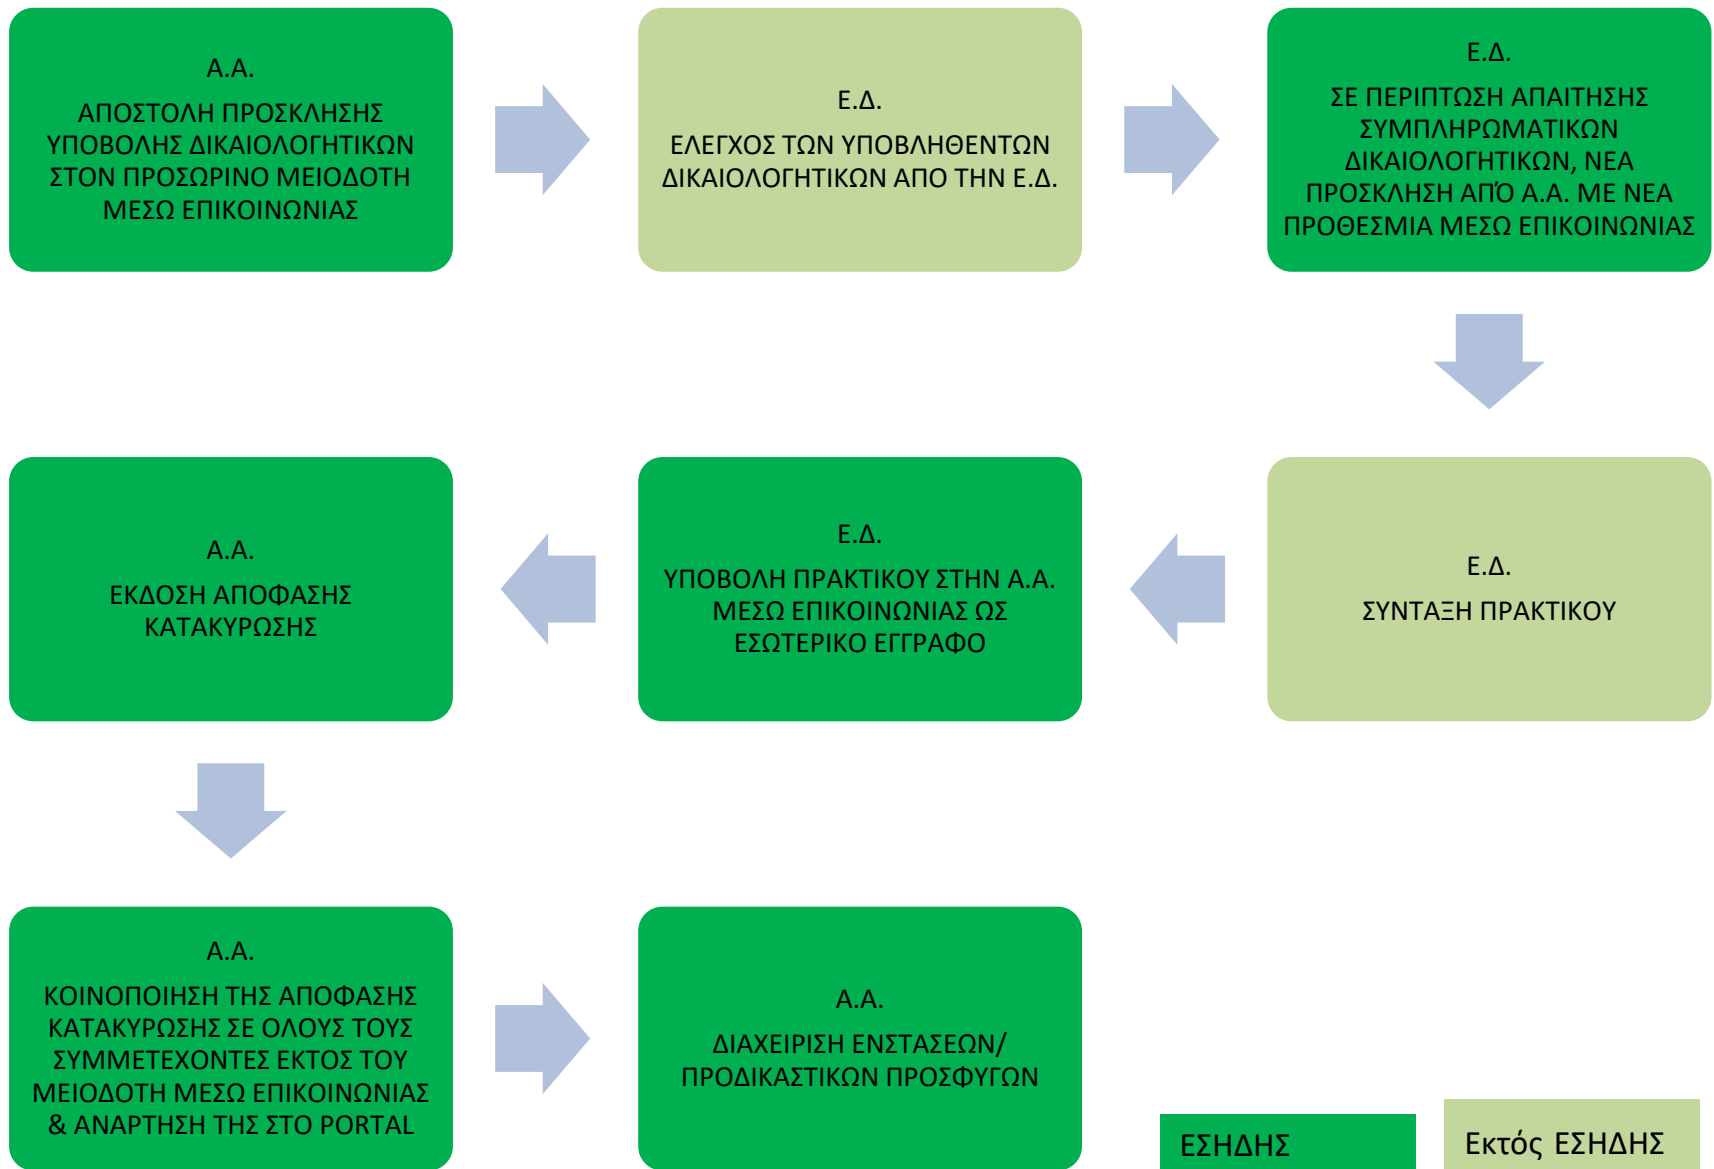 Α.Α.
ΑΠΟΣΤΟΛΗ ΠΡΟΣΚΛΗΣΗΣ
ΥΠΟΒΟΛΗΣ ΔΙΚΑΙΟΛΟΓΗΤΙΚΩΝ
ΣΤΟΝ ΠΡΟΣΩΡΙΝΟ ΜΕΙΟΔΟΤΗ
ΜΕΣΩ ΕΠΙΚΟΙΝΩΝΙΑΣ
Ε.Δ.
ΕΛΕΓΧΟΣ ΤΩΝ ΥΠΟΒΛΗΘΕΝΤΩΝ
ΔΙΚΑΙΟΛΟΓΗΤΙΚΩΝ ΑΠΟ ΤΗΝ Ε.Δ.
Ε.Δ.
ΣΕ ΠΕΡΙΠΤΩΣΗ ΑΠΑΙΤΗΣΗΣ
ΣΥΜΠΛΗΡΩΜΑΤΙΚΩΝ
ΔΙΚΑΙΟΛΟΓΗΤΙΚΩΝ, ΝΕΑ
ΠΡΟΣΚΛΗΣΗ ΑΠΌ Α.Α. ΜΕ ΝΕΑ
ΠΡΟΘΕΣΜΙΑ ΜΕΣΩ ΕΠΙΚΟΙΝΩΝΙΑΣ
Ε.Δ.
ΣΥΝΤΑΞΗ ΠΡΑΚΤΙΚΟΥ
Ε.Δ.
ΥΠΟΒΟΛΗ ΠΡΑΚΤΙΚΟΥ ΣΤΗΝ Α.Α.
ΜΕΣΩ ΕΠΙΚΟΙΝΩΝΙΑΣ ΩΣ
ΕΣΩΤΕΡΙΚΟ ΕΓΓΡΑΦΟ
Α.Α.
ΕΚΔΟΣΗ ΑΠΟΦΑΣΗΣ
ΚΑΤΑΚΥΡΩΣΗΣ
Α.Α.
ΚΟΙΝΟΠΟΙΗΣΗ ΤΗΣ ΑΠΟΦΑΣΗΣ
ΚΑΤΑΚΥΡΩΣΗΣ ΣΕ ΟΛΟΥΣ ΤΟΥΣ
ΣΥΜΜΕΤΕΧΟΝΤΕΣ ΕΚΤΟΣ ΤΟΥ
ΜΕΙΟΔΟΤΗ ΜΕΣΩ ΕΠΙΚΟΙΝΩΝΙΑΣ
& ΑΝΑΡΤΗΣΗ ΤΗΣ ΣΤΟ PORTAL
Α.Α.
ΔΙΑΧΕΙΡΙΣΗ ΕΝΣΤΑΣΕΩΝ/
ΠΡΟΔΙΚΑΣΤΙΚΩΝ ΠΡΟΣΦΥΓΩΝ
ΕΣΗΔΗΣ
Εκτός ΕΣΗΔΗΣ